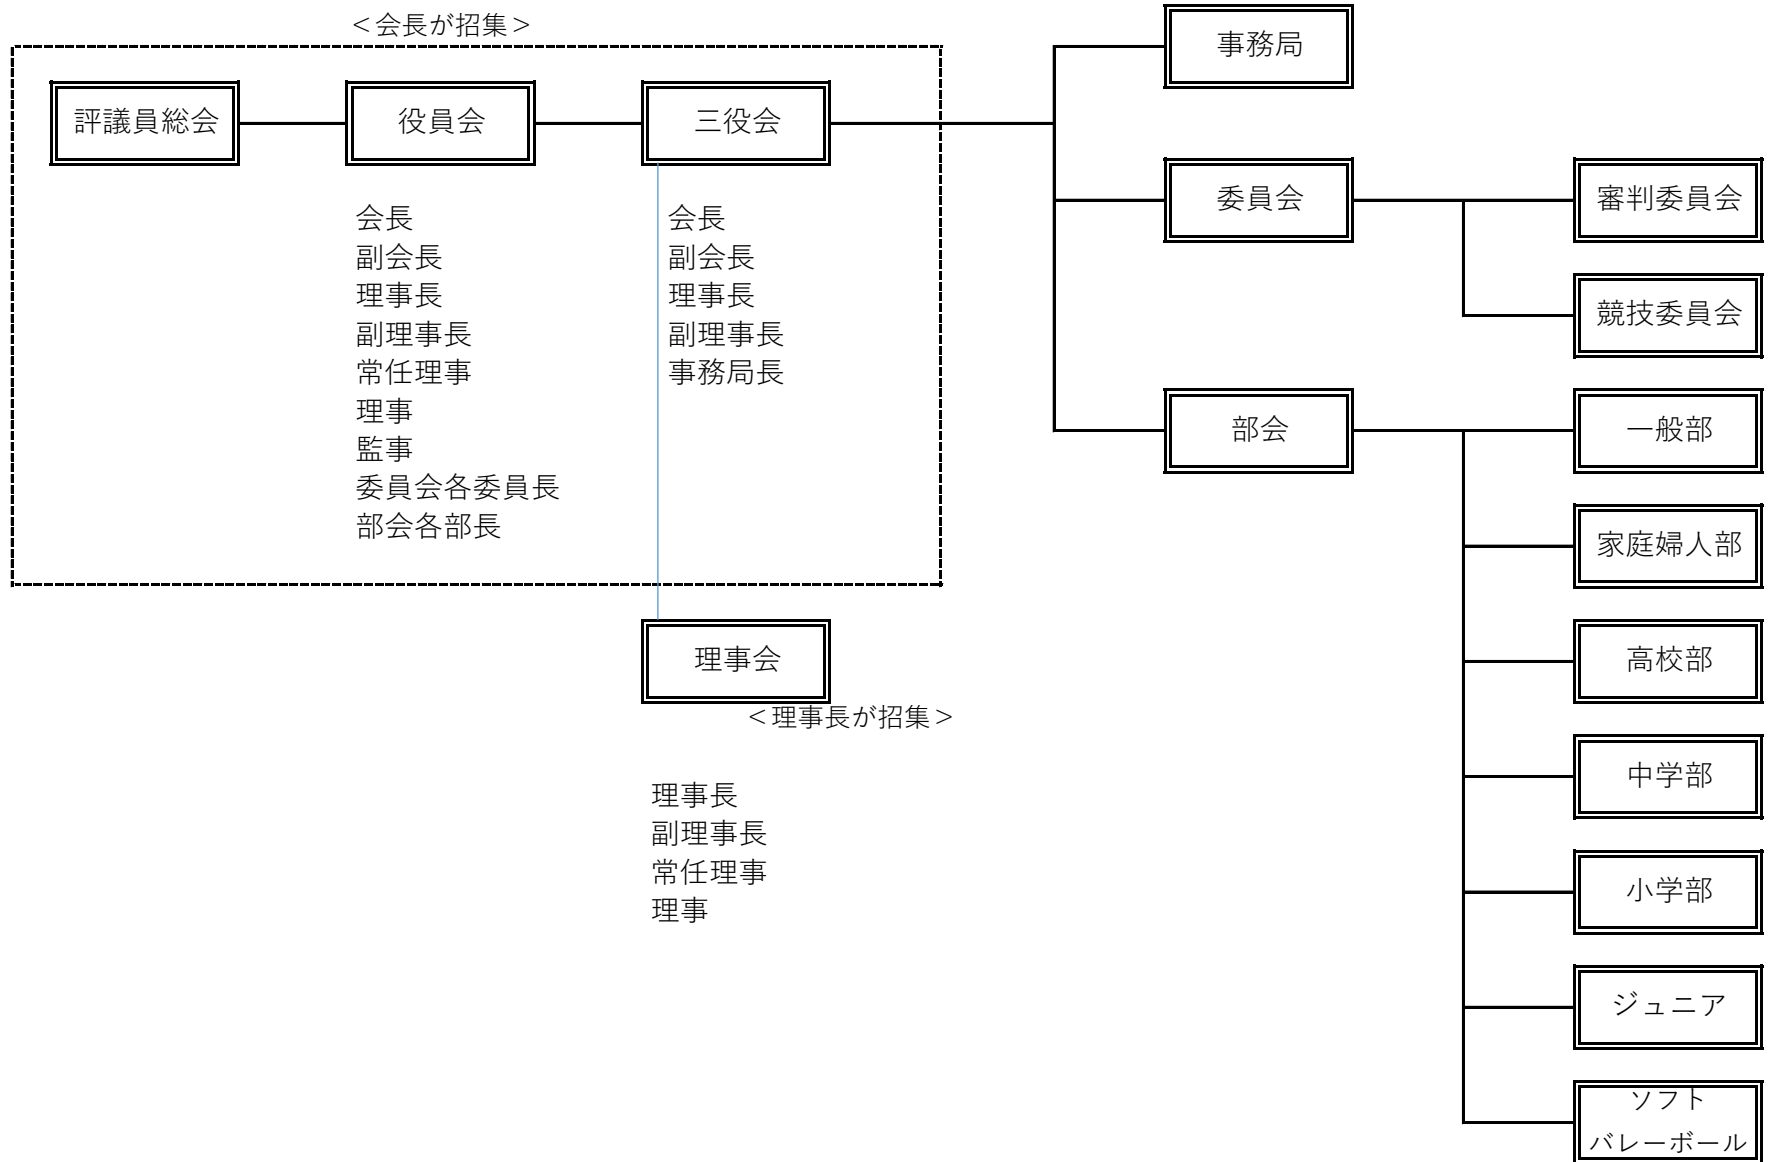 ＜会長が招集＞
評議員総会
役員会
三役会
会長
副会長
理事長
副理事長
常任理事
理事
監事
委員会各委員長
部会各部長
会長
副会長
理事長
副理事長
事務局長
理事会
＜理事長が招集＞
理事長
副理事長
常任理事
理事
事務局
委員会
審判委員会
競技委員会
部会
一般部
家庭婦人部
高校部
中学部
小学部
ジュニア
ソフト
バレーボール